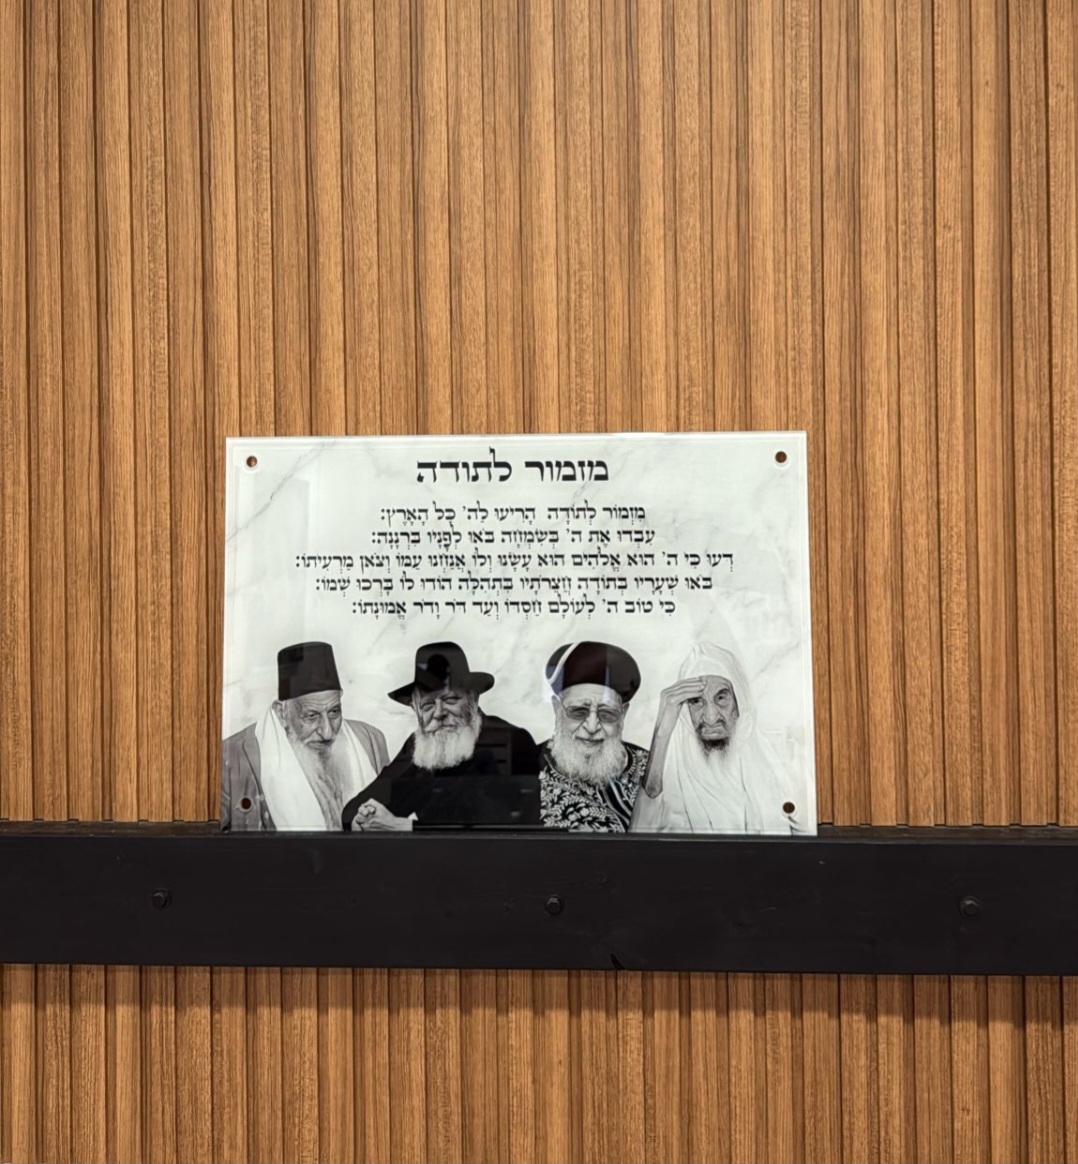 מזמור לתודה
מִזְמוֹר לְתוֹדָה הָרִיעוּ לַה' כָּל הָאָרֶץ:
עִבְדוּ אֶת ה' בְּשִׂמְחָה בֹּאוּ לְפָנָיו בִּרְנָנָה:
דְּעוּ כִּי ה' הוּא אֱלֹהִים הוּא עָשָׂנוּ וְלוֹ אֲנַחְנוּ עַמּוֹ וְצֹאן מַרְעִיתוֹ:
בֹּאוּ שְׁעָרָיו בְּתוֹדָה חֲצֵרֹתָיו בִּתְהִלָּה הוֹדוּ לוֹ בָּרְכוּ שְׁמוֹ:
כִּי טוֹב ה' לְעוֹלָם חַסְדּוֹ וְעַד דֹּר וָדֹר אֱמוּנָתוֹ: